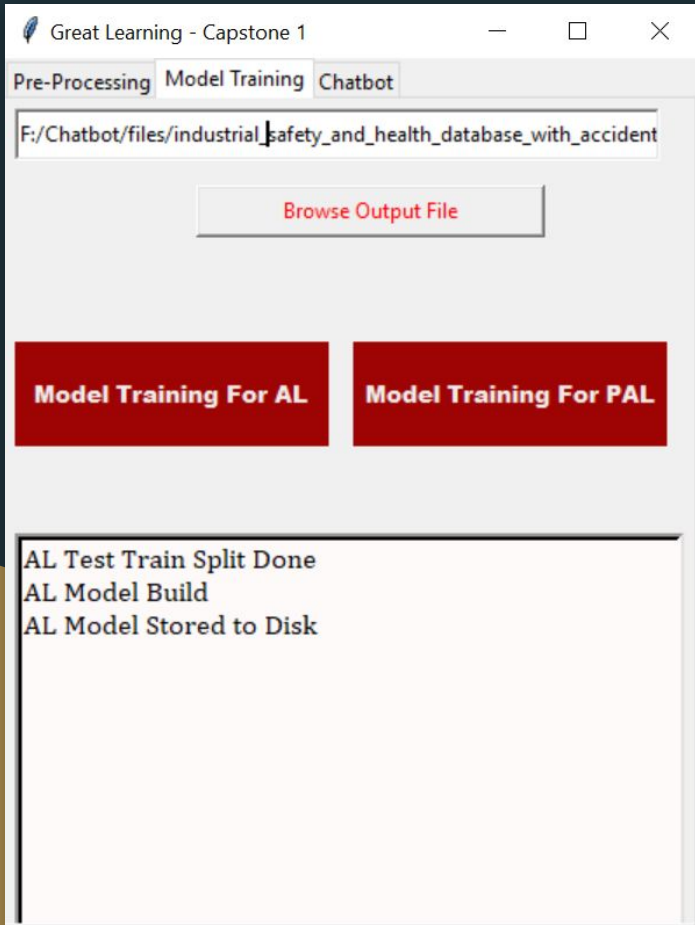 Great Learning - Capstone 1
Pre-Processing Model Training Chatbot
F:/Chatbot/files/industrial_safety_and_health_database_with_accident
Browse Output File
Model Training For AL Model Training For PAL
AL Test Train Split Done
AL Model Build
AL Model Stored to Disk